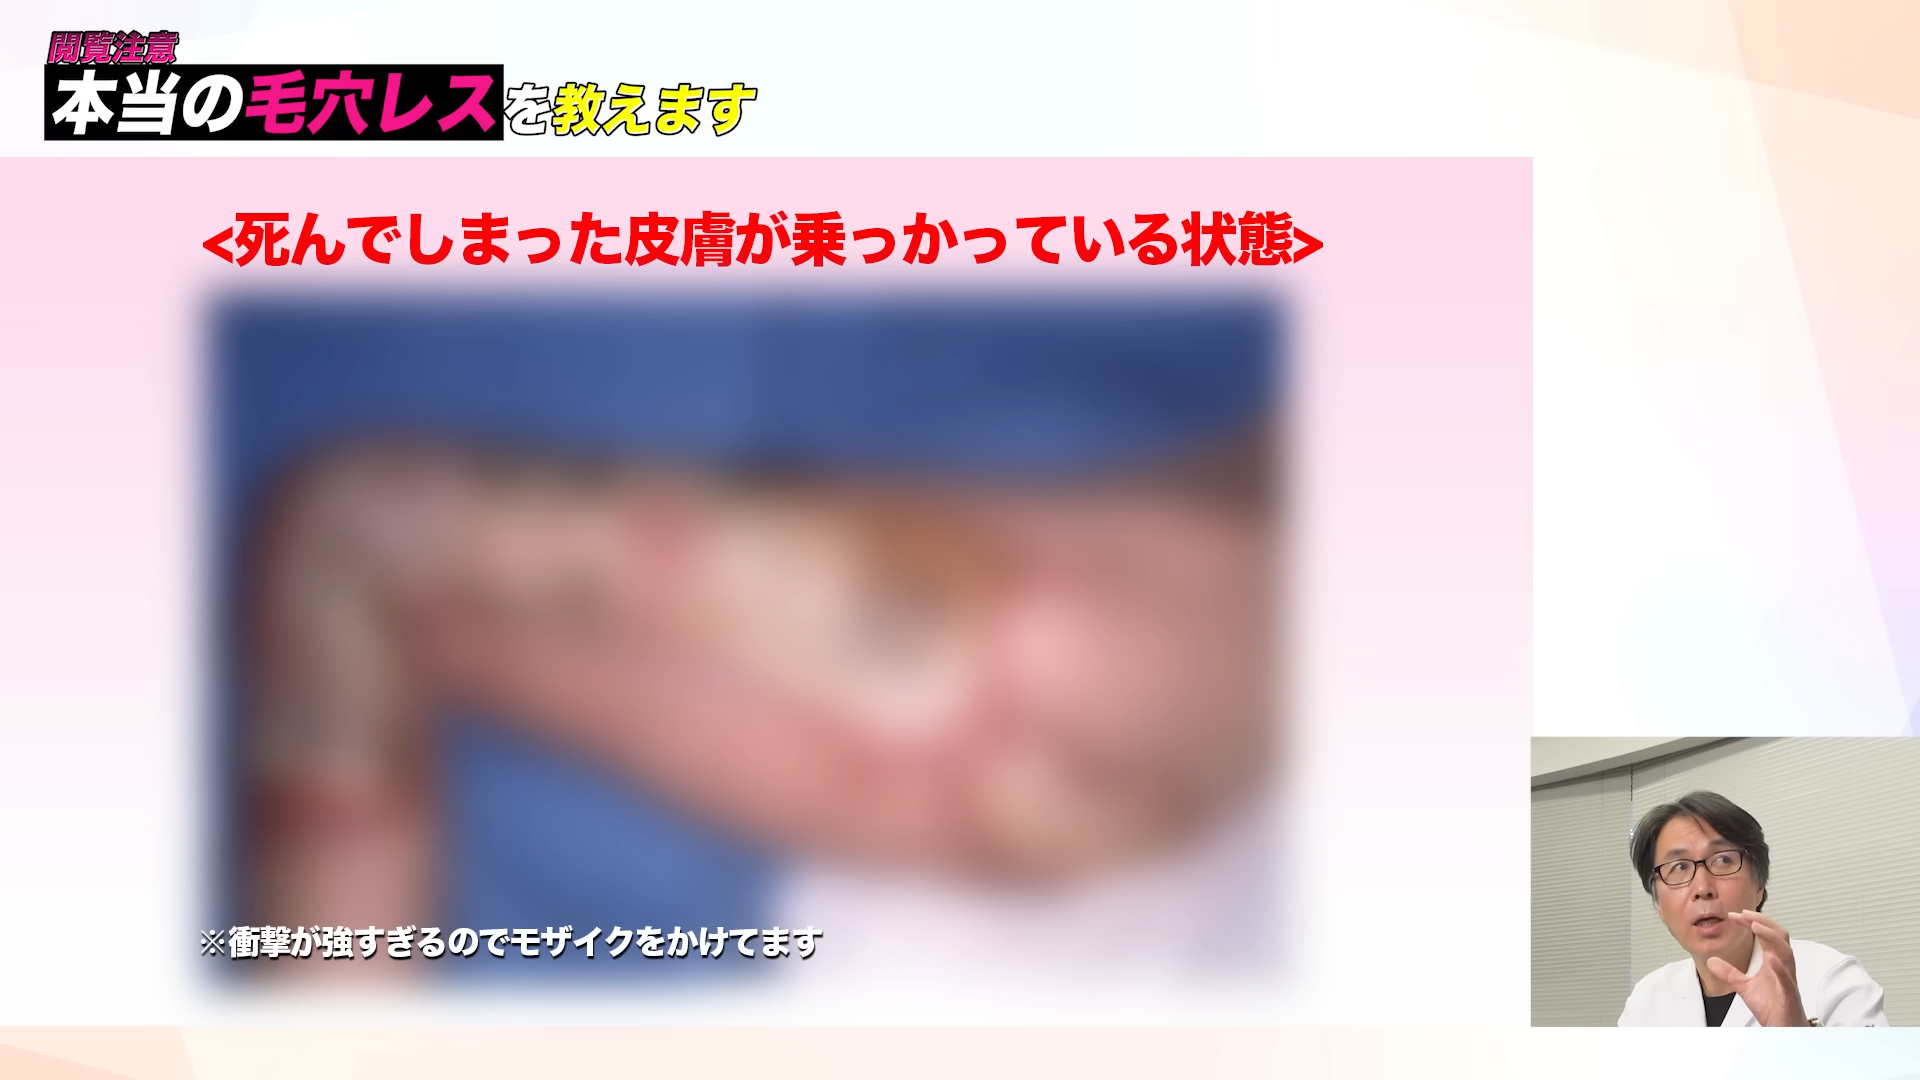 閲覧注意
本当の毛穴レスを教えます
<死んでしまった皮膚が乗っかっている状態>
※衝撃が強すぎるのでモザイクをかけてます